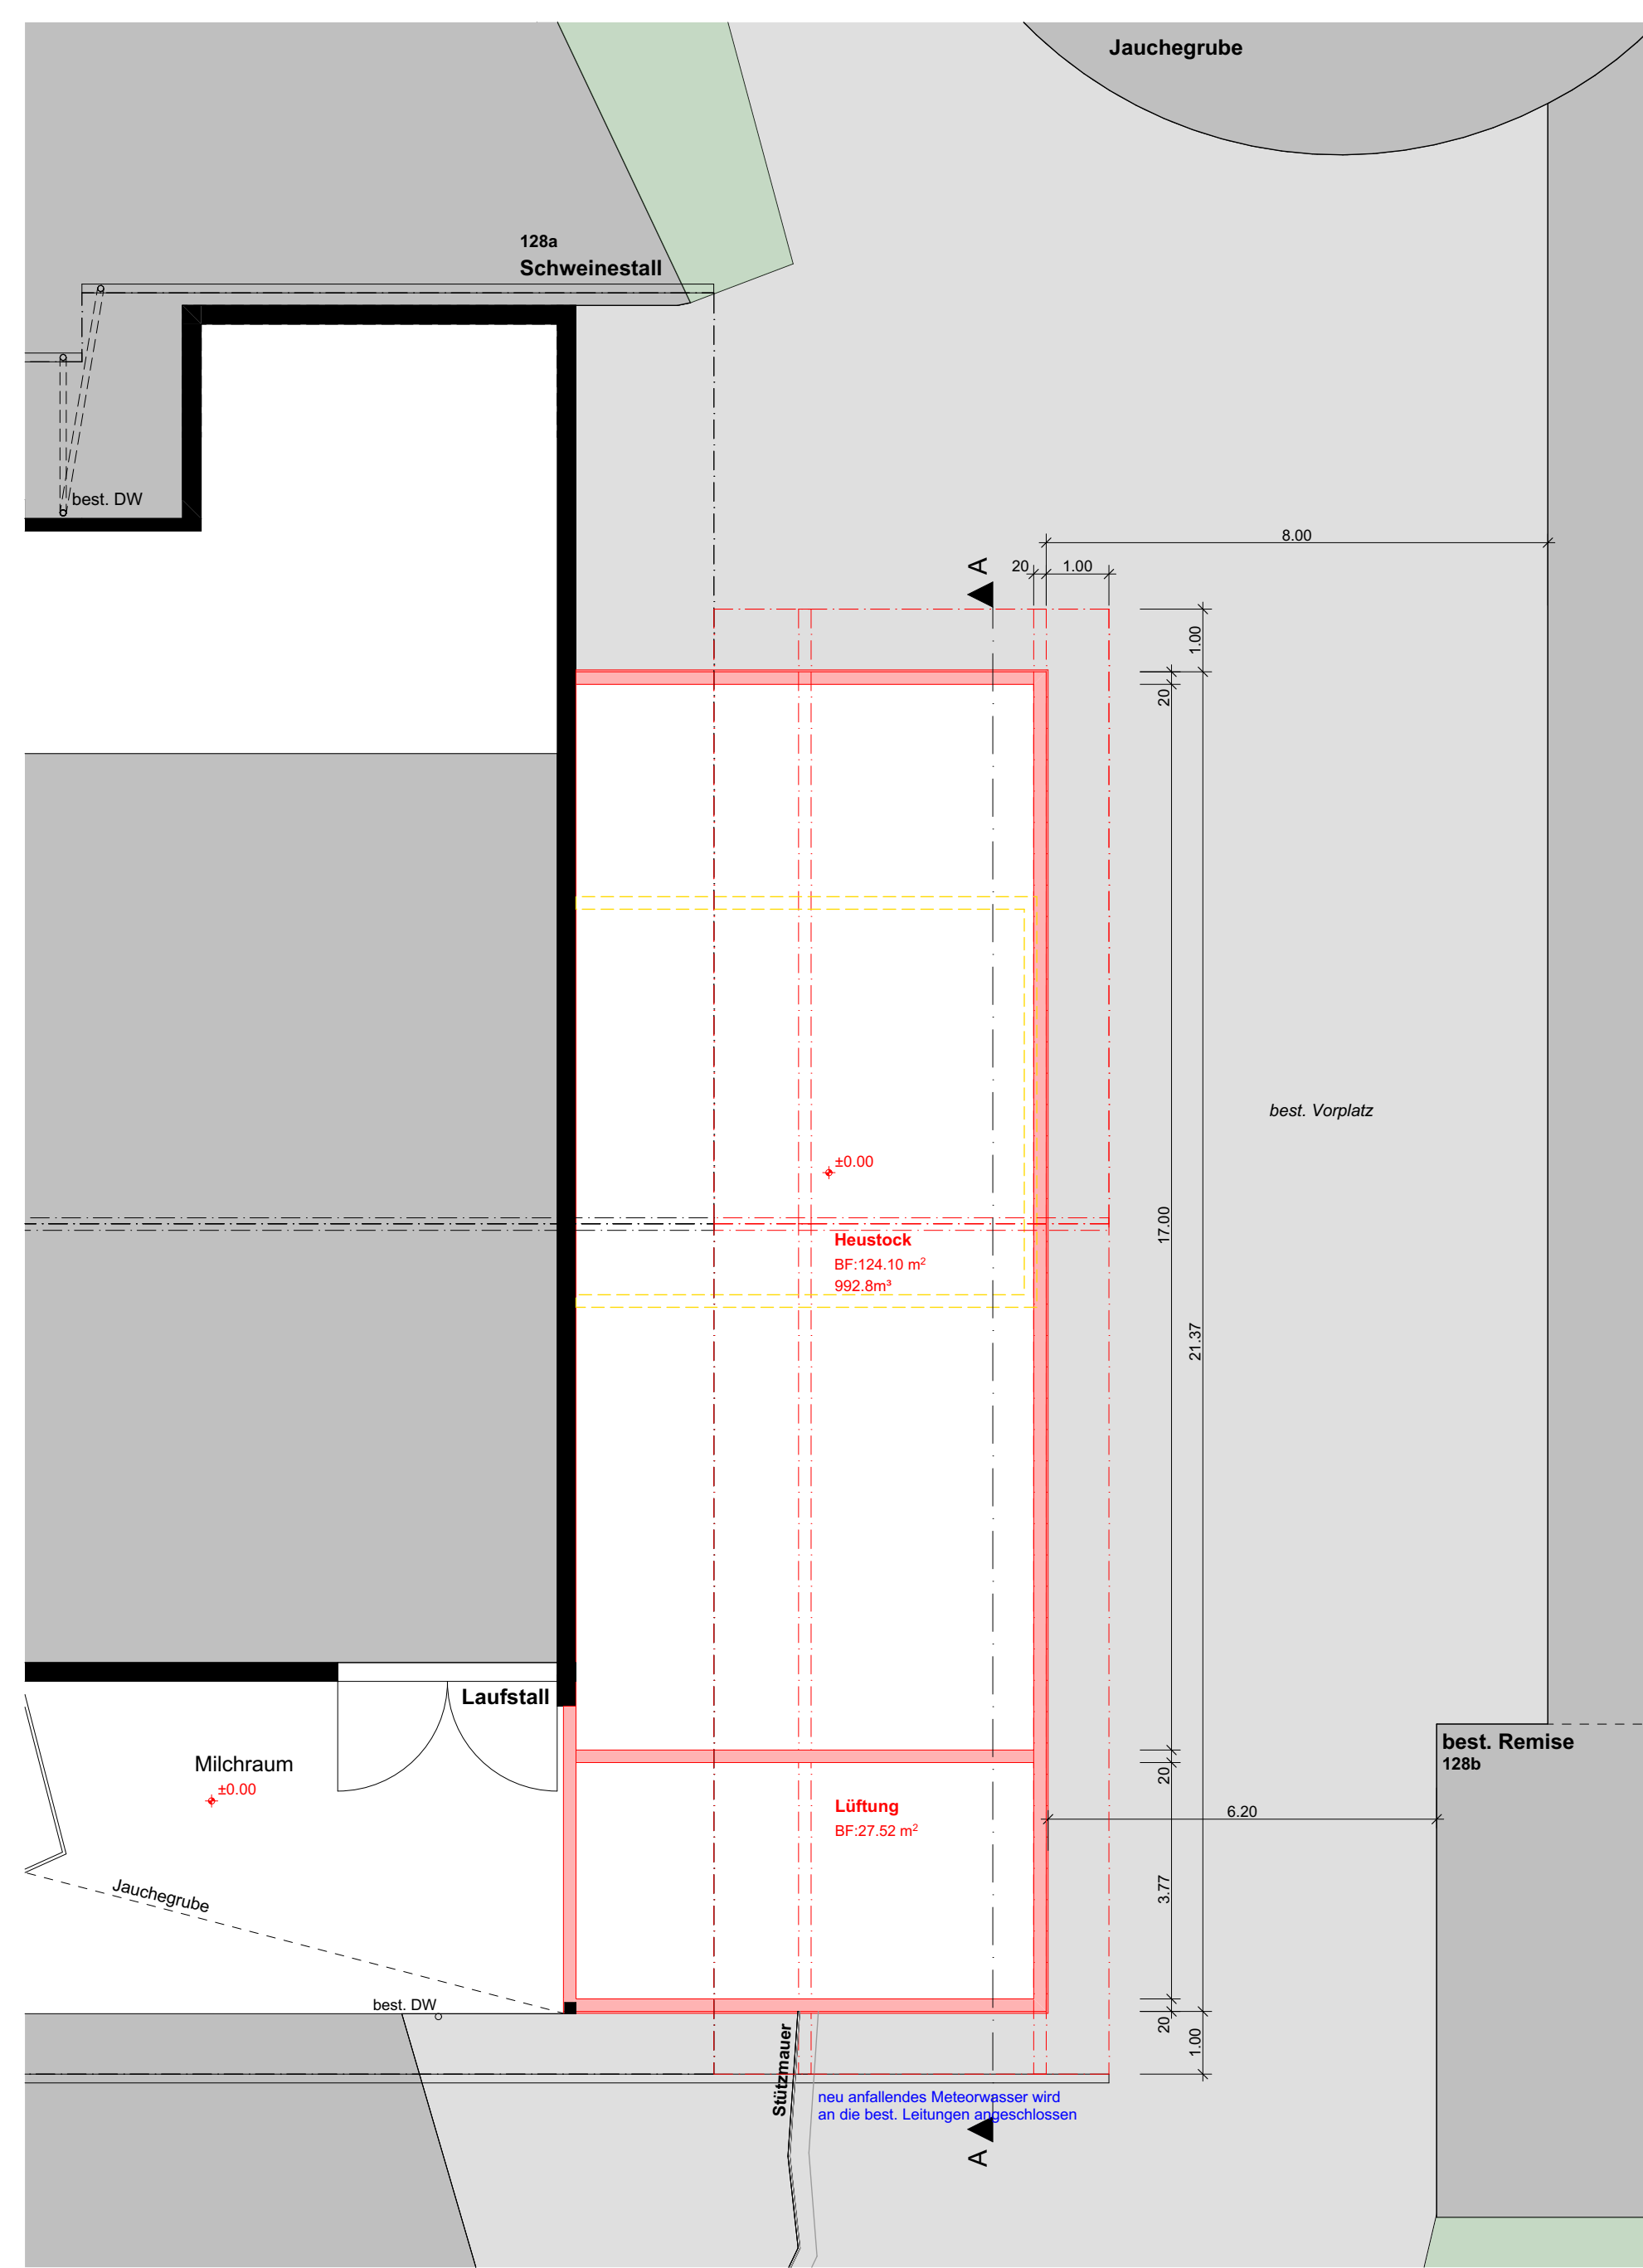 Jauchegrube
128a
Schweinestall
best. DW
8.00
A
20
1.00
1.00
20
best. Vorplatz
±0.00
17.00
Heustock
BF:124.10 m²
992.8m³
21.37
Laufstall
best. Remise
128b
Milchraum
±0.00
20
Lüftung
BF:27.52 m²
6.20
Jauchegrube
3.77
best. DW
20
1.00
Stützmauer
neu anfallendes Meteorwasser wird
an die best. Leitungen angeschlossen
A